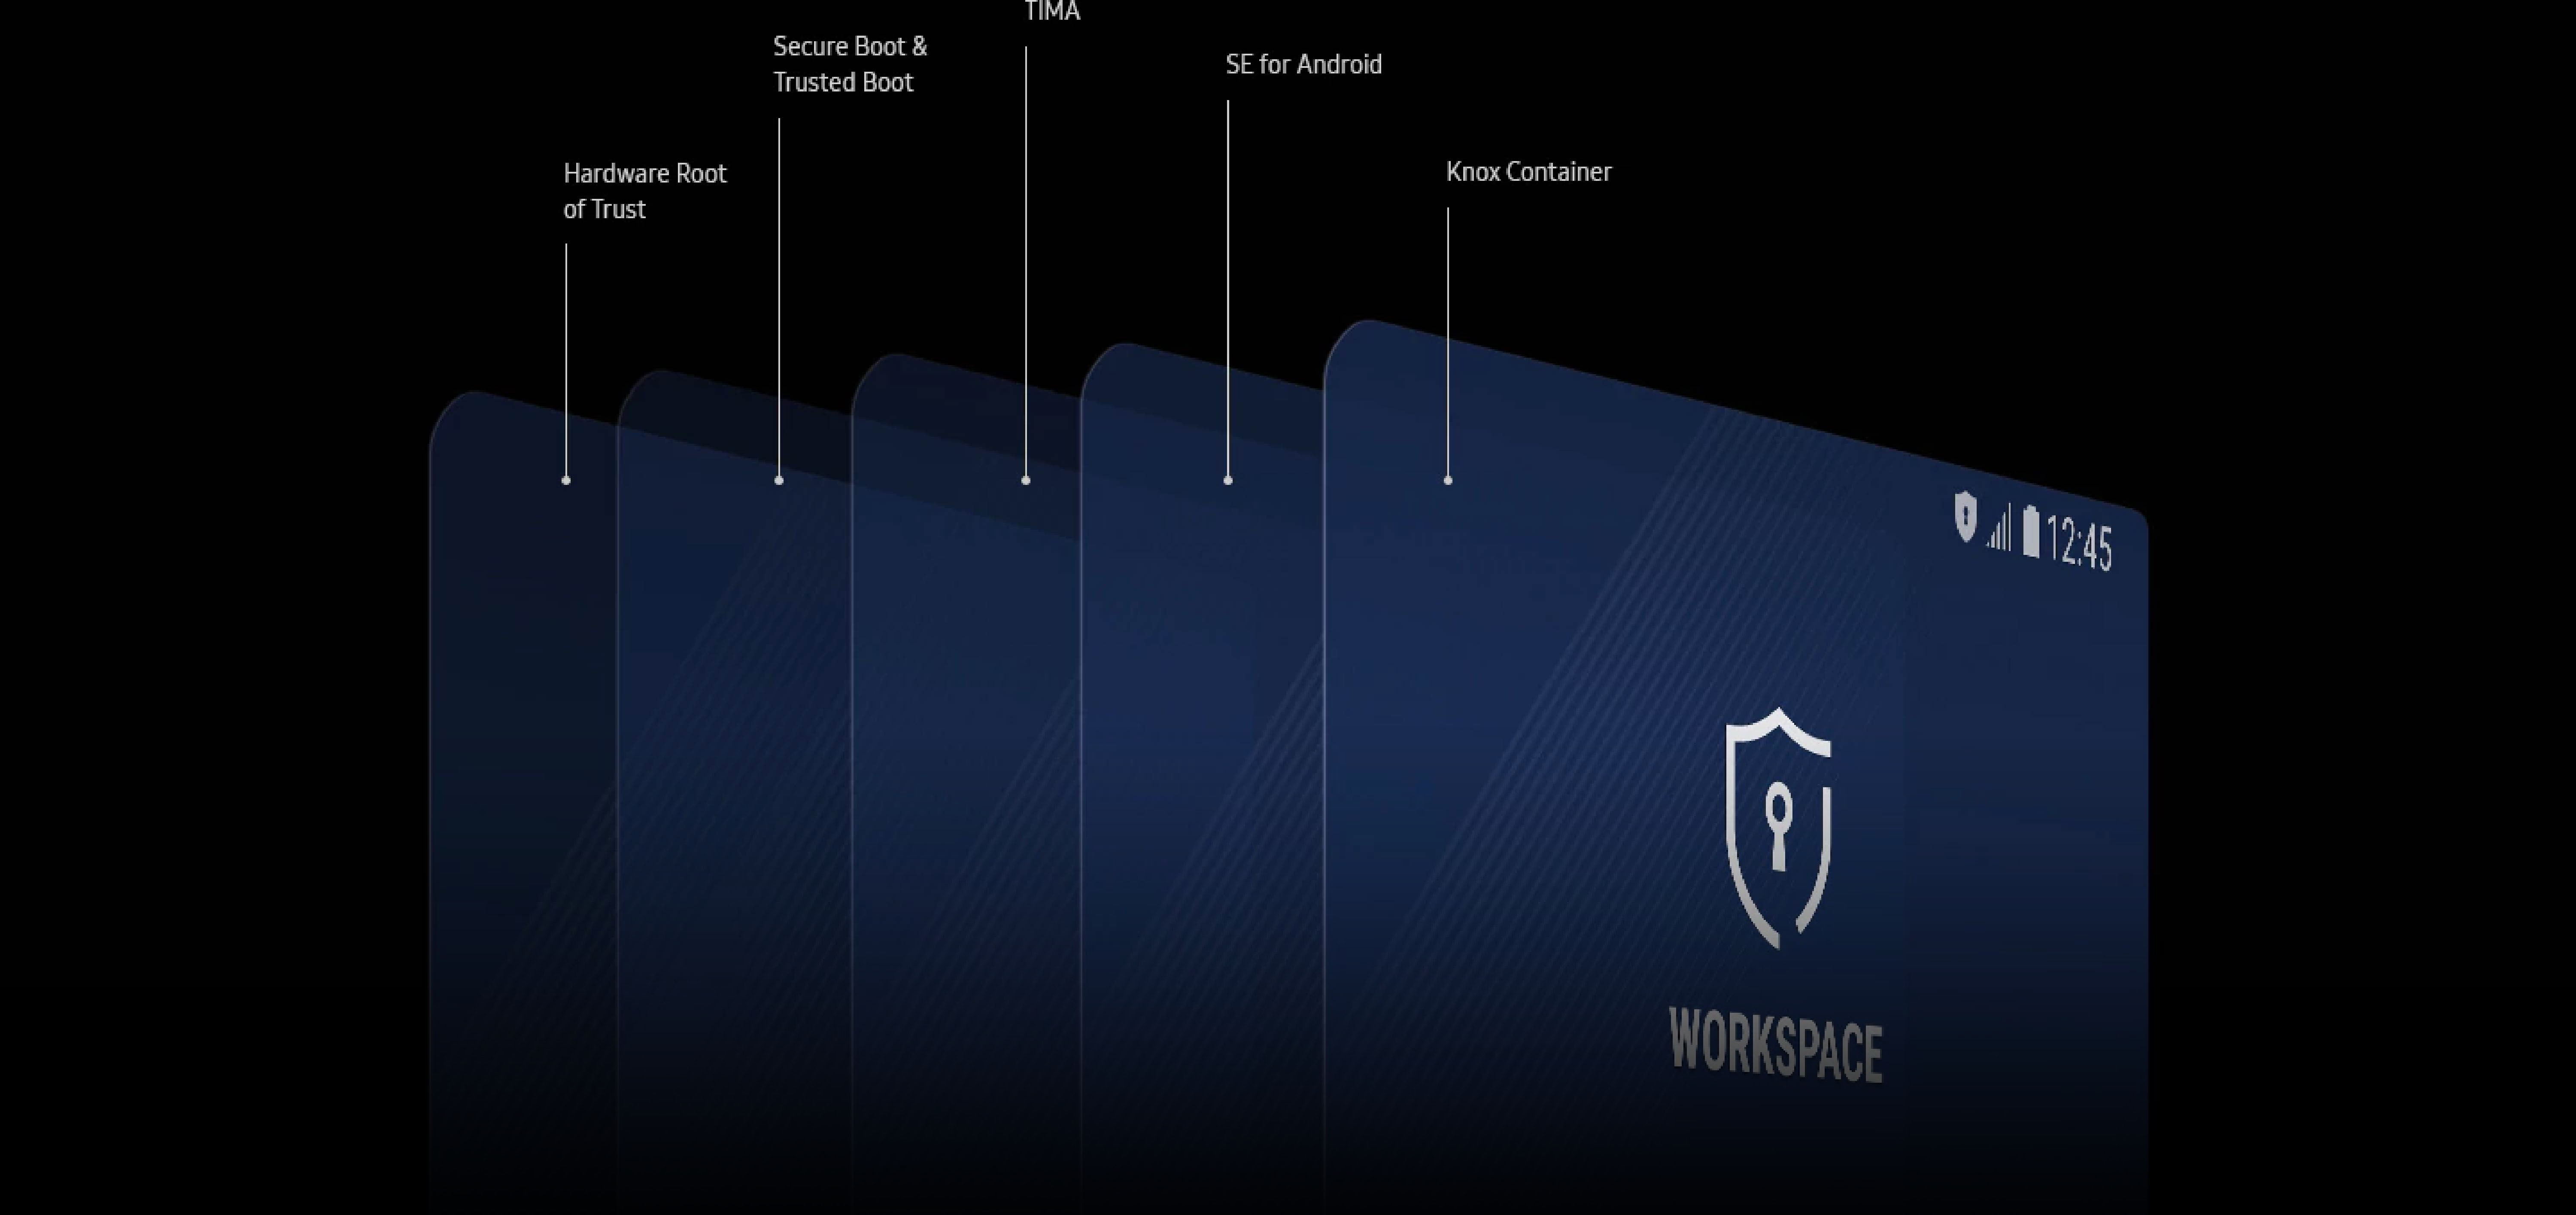 TIMA
Secure Boot &
Trusted Boot
SE for Android
Hardware Root
of Trust
Knox Container
12:45
WORKSPACE